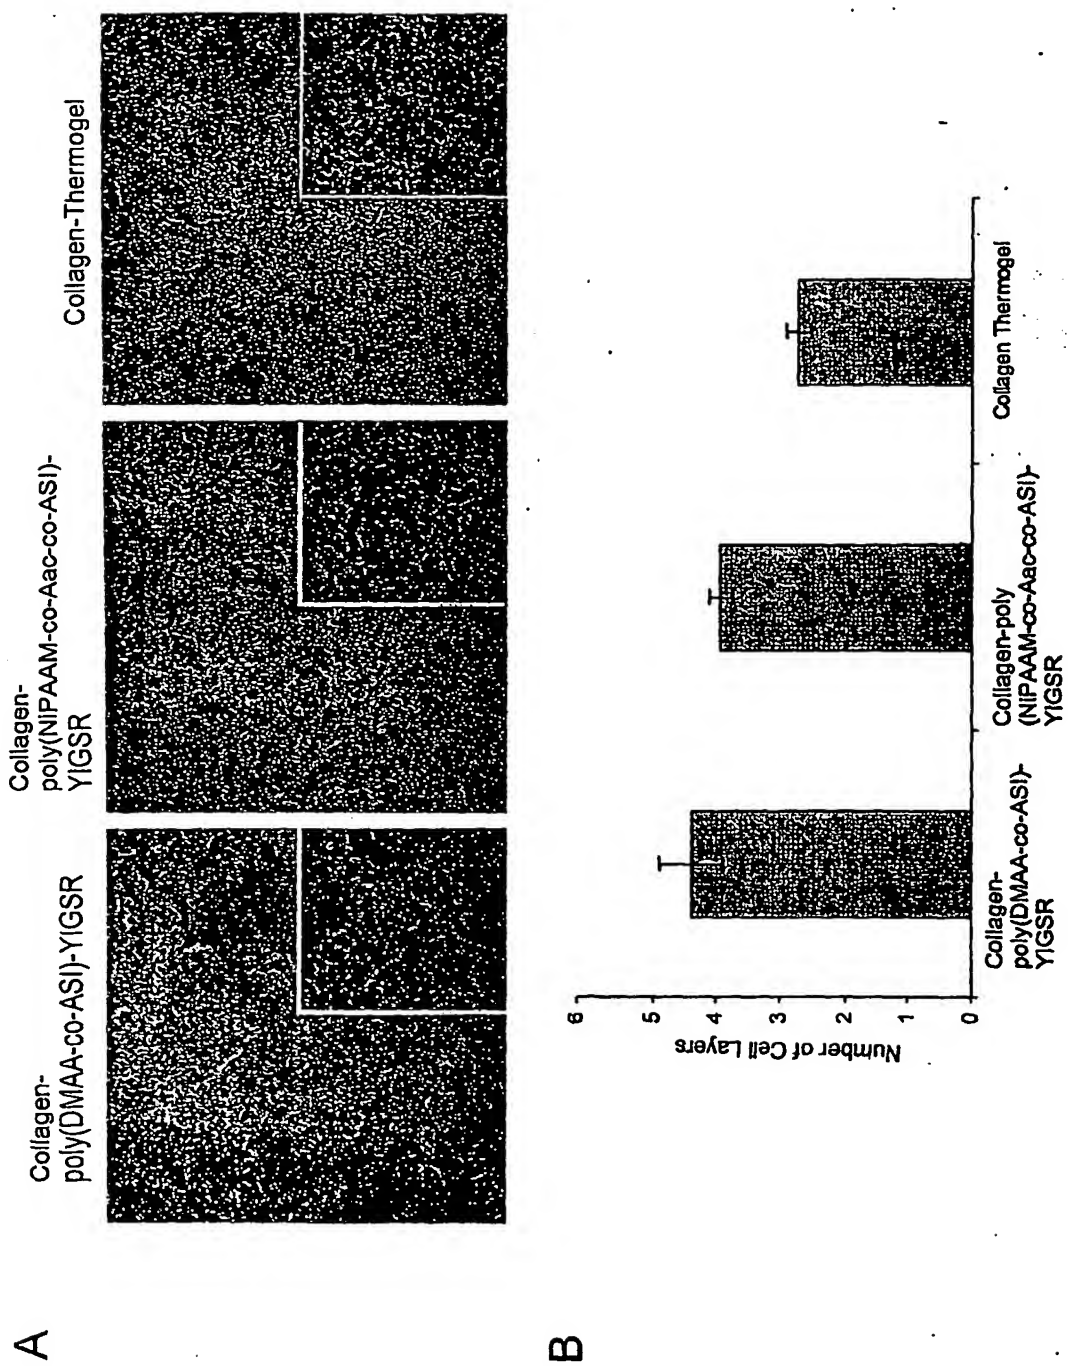 A
Collagen-
poly(DMAA-co-ASI)-YIGSR
Collagen-
poly(NIPAAM-co-Aac-co-ASI)-
YIGSR
Collagen-Thermogel
B
Number of Cell Layers
6
5
4
3
2
1
0
Collagen-
poly(DMAA-co-ASI)-
YIGSR
Collagen-poly
(NIPAAM-co-Aac-co-ASI)-
YIGSR
Collagen Thermogel